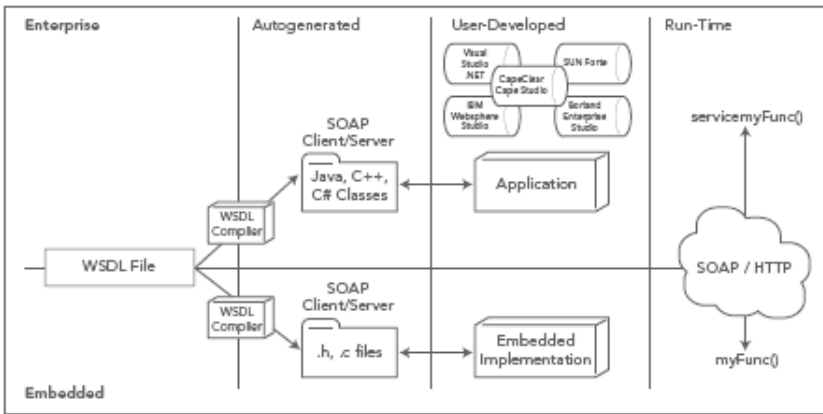 Enterprise
Autogenerated
User-Developed
Run-Time
Visual
Studio
.NET
SUN Forte
CapeClear
Cape Studio
IBM
Websphere
Studio
Borland
Enterprise
Studio
servicemyFunc()
SOAP
Client/Server
Java, C++,
C# Classes
Application
WSDL
Compiler
WSDL File
SOAP / HTTP
SOAP
Client/Server
WSDL
Compiler
.h, .c files
Embedded
Implementation
myFunc()
Embedded